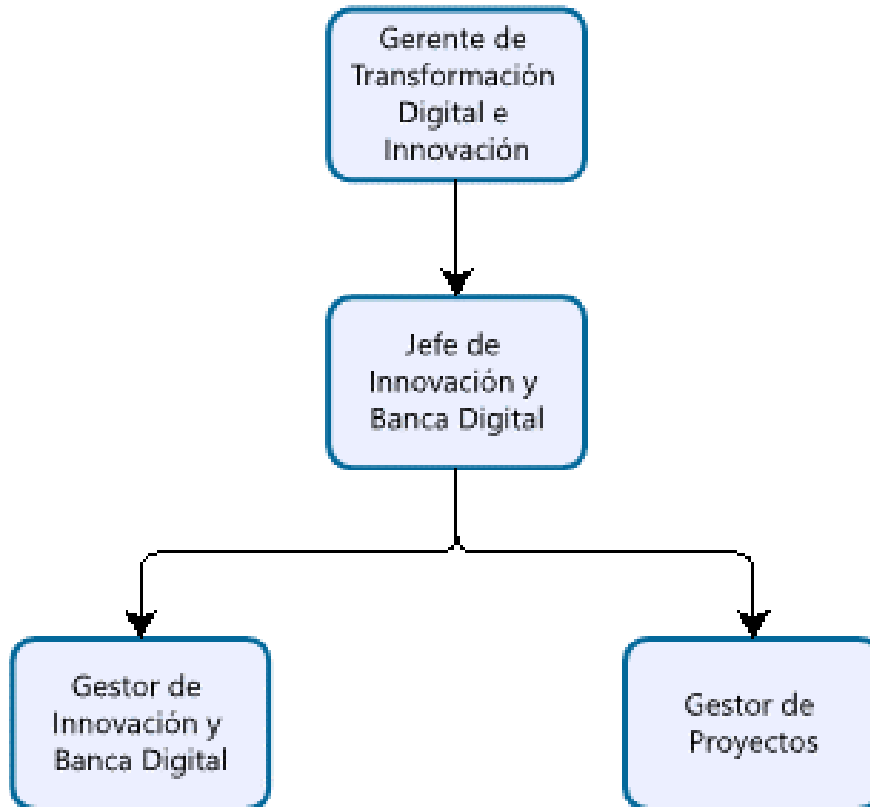 Gerente de
Transformación
Digital e
Innovación
Jefe de
Innovación y
Banca Digital
Gestor de
Innovación y
Banca Digital
Gestor de
Proyectos